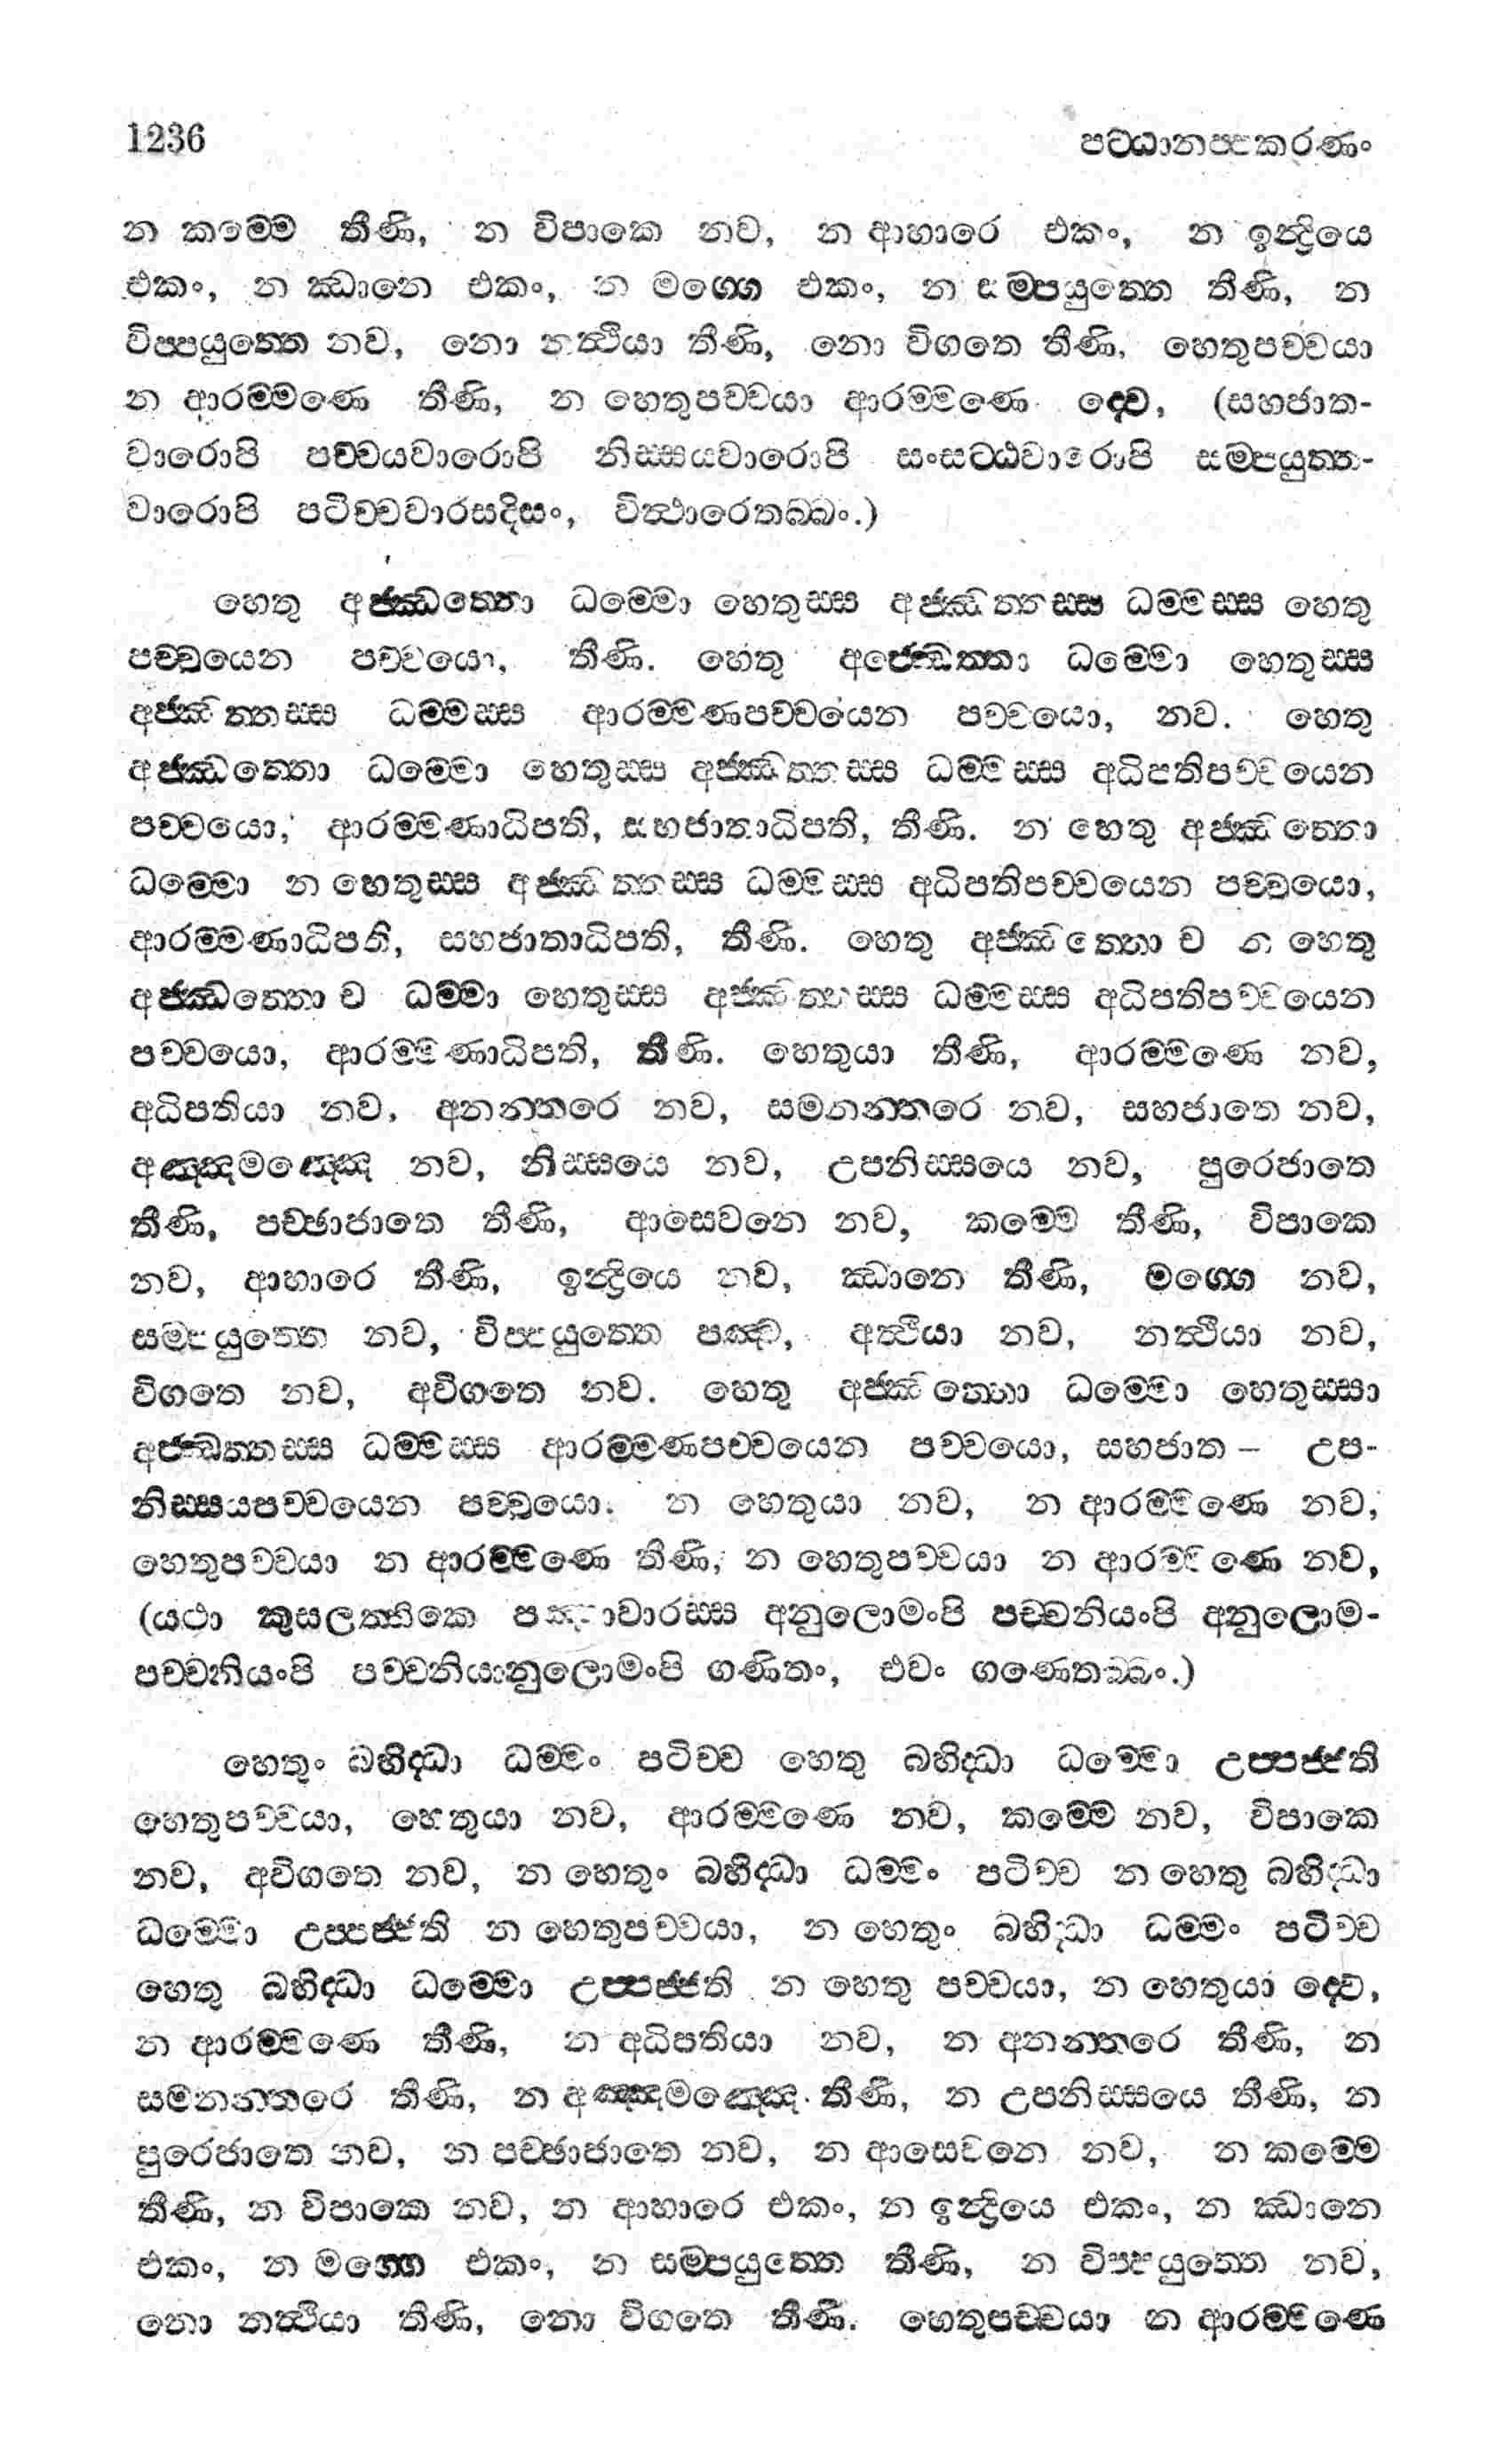 1236 පට්ඨානප්පකරණං
න කම්මෙ තීණි, න විපාකෙ නව, න ආහාරෙ එකං, න ඉන්ද්‍රියෙ
එකං, න ඣානෙ එකං, න මග්ගෙ එකං, න සම්පයුත්තෙ තීණි, න
විප්පයුත්තෙ නව, නො නත්ථියා තීණි, නො විගතෙ තීණි, හෙතුපච්චයා
න ආරම්මණෙ තීණි, න හෙතුපච්චයා ආරම්මණෙ ද්වෙ, (සහජාත-
වාරොපි පච්චයවාරොපි නිස්සයවාරොපි සංසට්ඨවාරොපි සම්පයුත්ත-
වාරොපි පටිච්චවාරසදිසං, විත්ථාරෙතබ්බං.)
හෙතු අජ්ඣත්තො ධම්මො හෙතුස්ස අජ්ඣත්තස්ස ධම්මස්ස හෙතු
පච්චයෙන පච්චයො, තීණි. හෙතු අජ්ඣත්තො ධම්මො හෙතුස්ස
අජ්ඣත්තස්ස ධම්මස්ස ආරම්මණපච්චයෙන පච්චයො, නව. හෙතු
අජ්ඣත්තො ධම්මො හෙතුස්ස අජ්ඣත්තස්ස ධම්මස්ස අධිපතිපච්චයෙන
පච්චයො, ආරම්මණාධිපති, සහජාතාධිපති, තීණි. න හෙතු අජ්ඣත්තො
ධම්මො න හෙතුස්ස අජ්ඣත්තස්ස ධම්මස්ස අධිපතිපච්චයෙන පච්චයො,
ආරම්මණාධිපති, සහජාතාධිපති, තීණි. හෙතු අජ්ඣත්තො ච න හෙතු
අජ්ඣත්තො ච ධම්මා හෙතුස්ස අජ්ඣත්තස්ස ධම්මස්ස අධිපතිපච්චයෙන
පච්චයො, ආරම්මණාධිපති, තීණි. හෙතුයා තීණි, ආරම්මණෙ නව,
අධිපතියා නව, අනන්තරෙ නව, සමනන්තරෙ නව, සහජාතෙ නව,
අඤ්ඤමඤ්ඤෙ නව, නිස්සයෙ නව, උපනිස්සයෙ නව, පුරෙජාතෙ
තීණි, පච්ඡාජාතෙ තීණි, ආසෙවනෙ නව, කම්මෙ තීණි, විපාකෙ
නව, ආහාරෙ තීණි, ඉන්ද්‍රියෙ නව, ඣානෙ තීණි, මග්ගෙ නව,
සම්පයුත්තෙ නව, විප්පයුත්තෙ පඤ්ච, අත්ථියා නව, නත්ථියා නව,
විගතෙ නව, අවිගතෙ නව. හෙතු අජ්ඣත්තො ධම්මො හෙතුස්සා
අජ්ඣත්තස්ස ධම්මස්ස ආරම්මණපච්චයෙන පච්චයො, සහජාත – උප-
නිස්සයපච්චයෙන පච්චයො. න හෙතුයා නව, න ආරම්මණෙ නව,
හෙතුපච්චයා න ආරම්මණෙ තීණි, න හෙතුපච්චයා න ආරම්මණෙ නව,
(යථා කුසලත්තිකෙ පඤ්හාවාරස්ස අනුලොමංපි පච්චනියංපි අනුලොම-
පච්චනියංපි පච්චනියානුලොමංපි ගණිතං, එවං ගණෙතබ්බං.)
හෙතුං බහිද්ධා ධම්මං පටිච්ච හෙතු බහිද්ධා ධම්මො උප්පජ්ජති
හෙතුපච්චයා, හෙතුයා නව, ආරම්මණෙ නව, කම්මෙ නව, විපාකෙ
නව, අවිගතෙ නව, න හෙතුං බහිද්ධා ධම්මං පටිච්ච න හෙතු බහිද්ධා
ධම්මො උප්පජ්ජති න හෙතුපච්චයා, න හෙතුං බහිද්ධා ධම්මං පටිච්ච
හෙතු බහිද්ධා ධම්මො උප්පජ්ජති න හෙතු පච්චයා, න හෙතුයා ද්වෙ,
න ආරම්මණෙ තීණි, න අධිපතියා නව, න අනන්තරෙ තීණි, න
සමනන්තරෙ තීණි, න අඤ්ඤමඤ්ඤෙ තීණි, න උපනිස්සයෙ තීණි, න
පුරෙජාතෙ නව, න පච්ඡාජාතෙ නව, න ආසෙවනෙ නව, න කම්මෙ
තීණි, න විපාකෙ නව, න ආහාරෙ එකං, න ඉන්ද්‍රියෙ එකං, න ඣානෙ
එකං, න මග්ගෙ එකං, න සම්පයුත්තෙ තීණි, න විප්පයුත්තෙ නව,
නො නත්ථියා තීණි, නො විගතෙ තීණි. හෙතුපච්චයා න ආරම්මණෙ